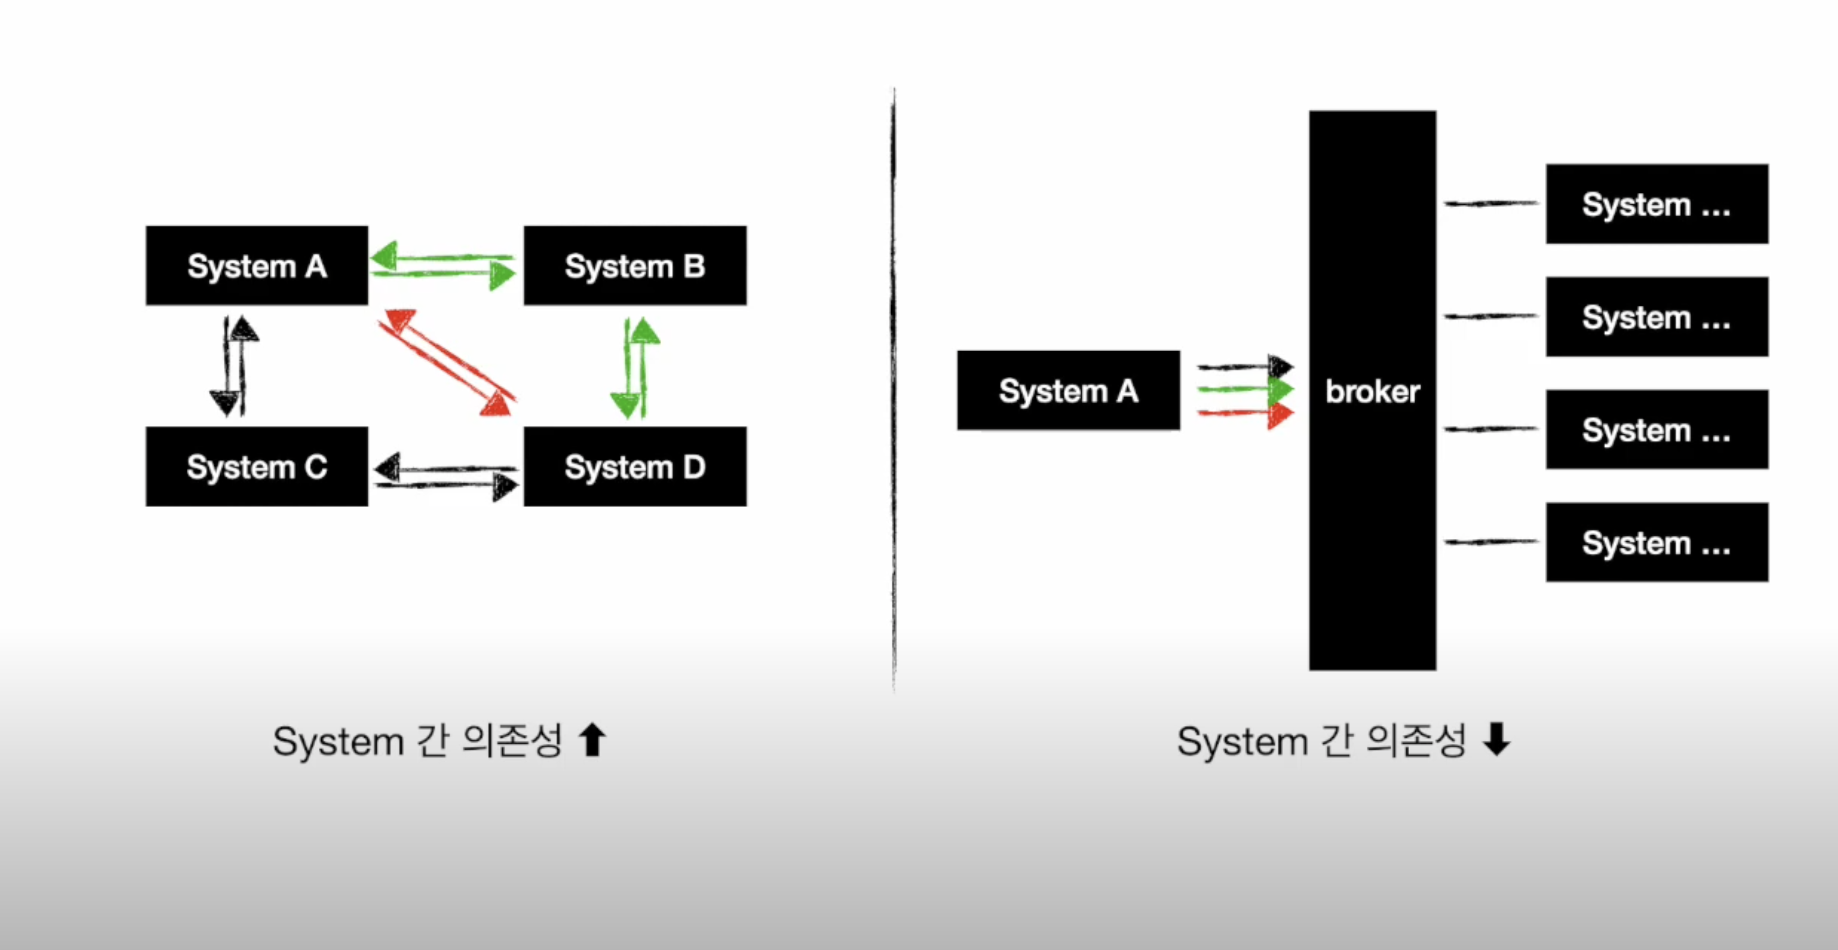 System A
System B
System C
System D
System 간 의존성 ⬆
System A
broker
System ...
System ...
System ...
System ...
System 간 의존성 ⬇